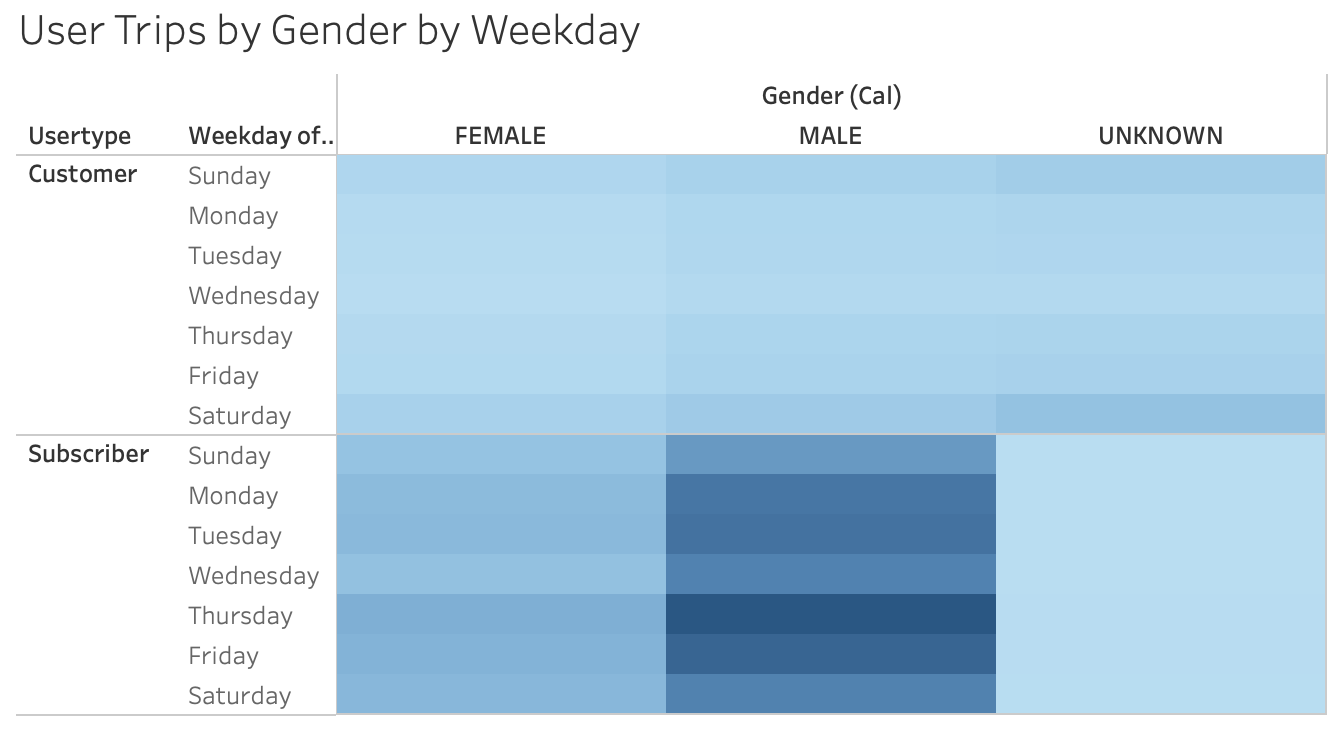 User Trips by Gender by Weekday
Gender (Cal)
Usertype Weekday of.. FEMALE MALE UNKNOWN
Customer Sunday
Monday
Tuesday
Wednesday
Thursday
Friday
Saturday
Subscriber Sunday
Monday
Tuesday
Wednesday
Thursday
Friday
Saturday